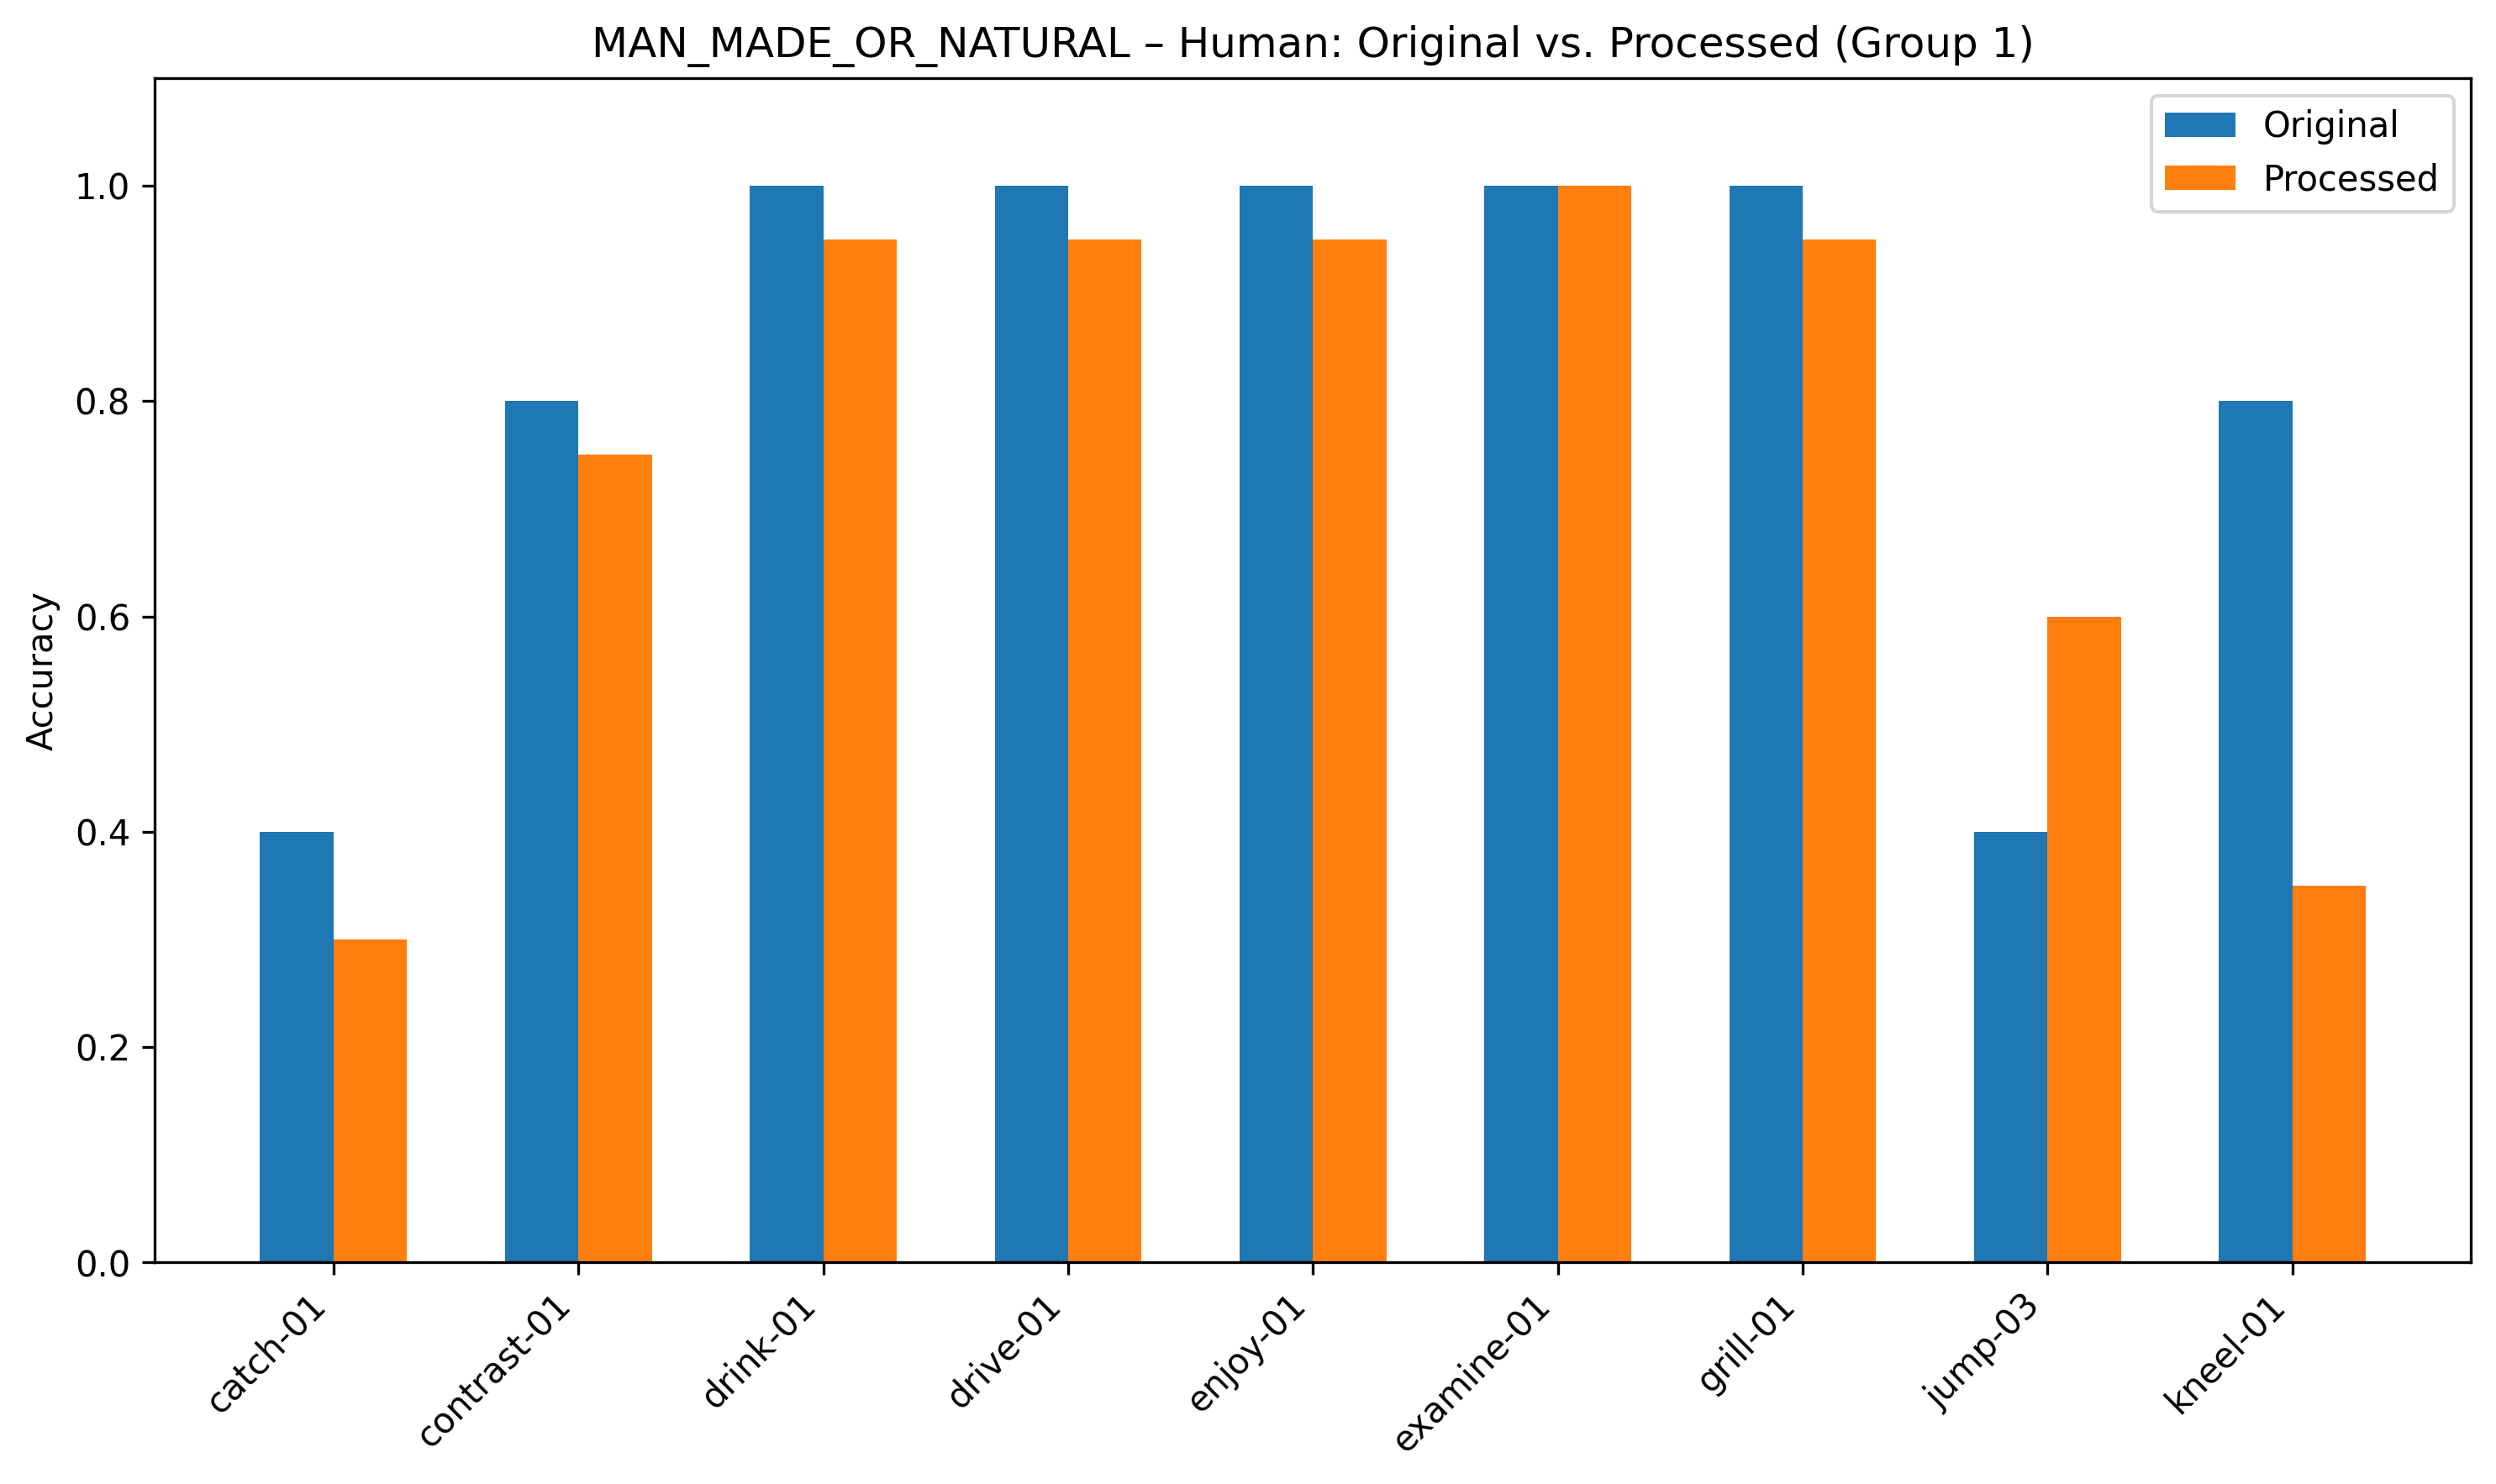 MAN_MADE_OR_NATURAL – Human: Original vs. Processed (Group 1)
Original
Processed
Accuracy
1.0
0.8
0.6
0.4
0.2
0.0
catch-01
contrast-01
drink-01
drive-01
enjoy-01
examine-01
grill-01
jump-03
kneel-01